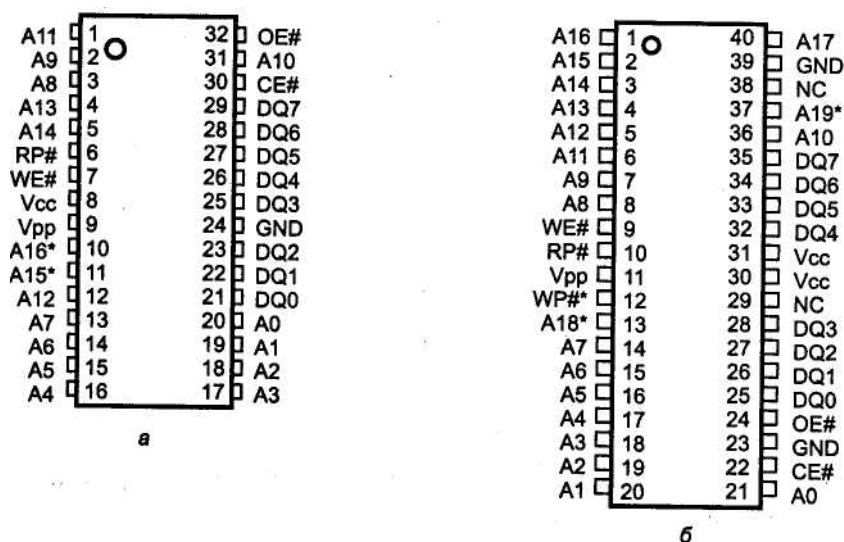 A11 1 32 OE#
A9 2 31 A10
A8 3 30 CE#
A13 4 29 DQ7
A14 5 28 DQ6
RP# 6 27 DQ5
WE# 7 26 DQ4
Vcc 8 25 DQ3
Vpp 9 24 GND
A16* 10 23 DQ2
A15* 11 22 DQ1
A12 12 21 DQ0
A7 13 20 A0
A6 14 19 A1
A5 15 18 A2
A4 16 17 A3
а
A16 1 40 A17
A15 2 39 GND
A14 3 38 NC
A13 4 37 A19*
A12 5 36 A10
A11 6 35 DQ7
A9 7 34 DQ6
A8 8 33 DQ5
WE# 9 32 DQ4
RP# 10 31 Vcc
Vpp 11 30 Vcc
WP#* 12 29 NC
A18* 13 28 DQ3
A7 14 27 DQ2
A6 15 26 DQ1
A5 16 25 DQ0
A4 17 24 OE#
A3 18 23 GND
A2 19 22 CE#
A1 20 21 A0
б